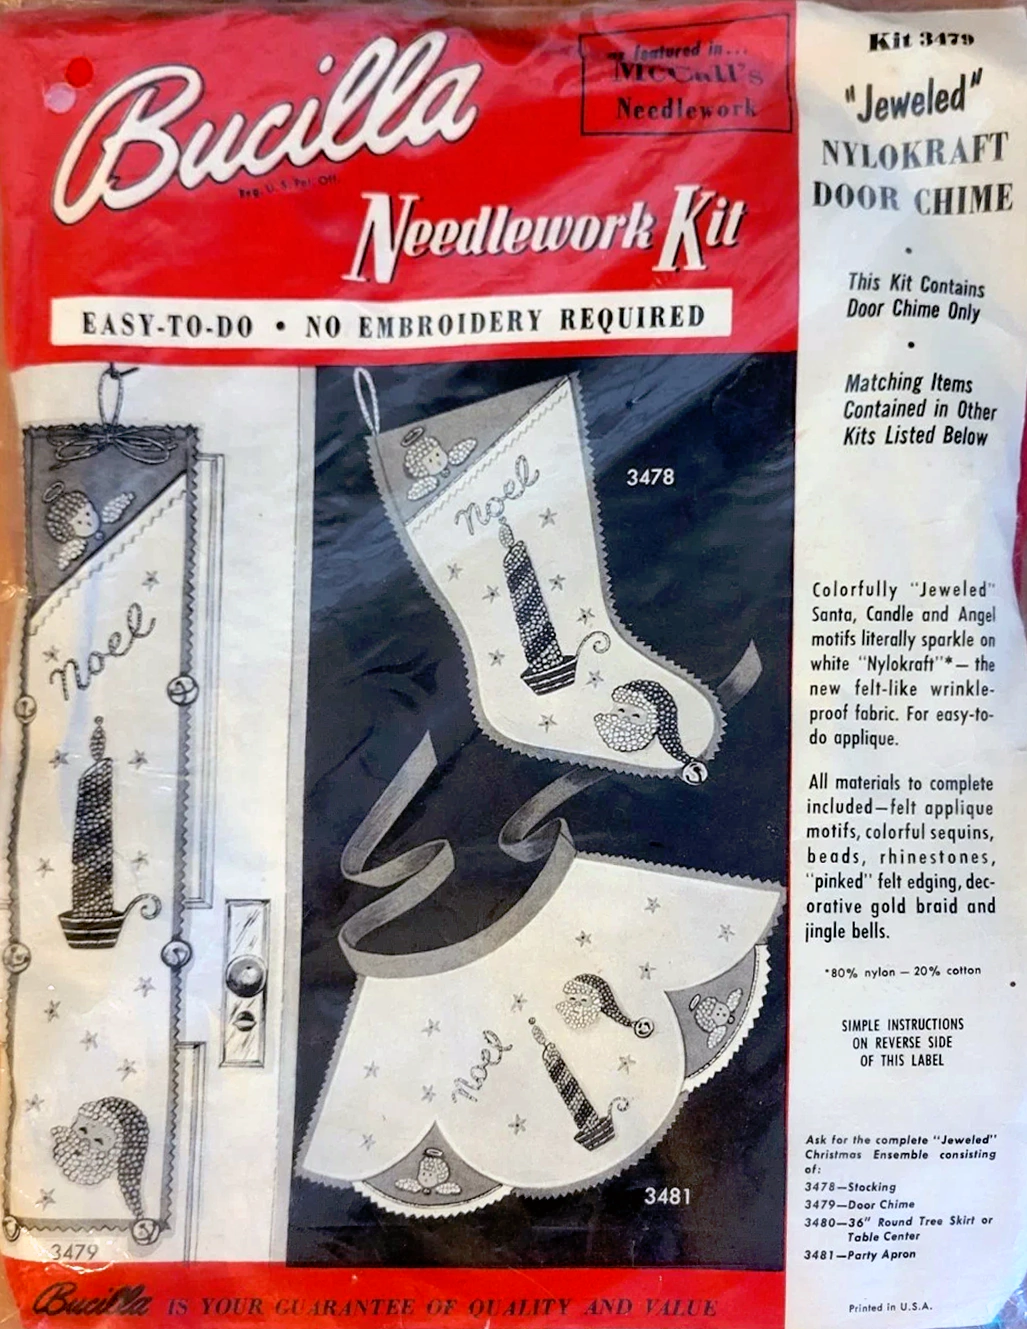 Bucilla
Reg. U. S. Pat. Off.
featured in...
McCall's
Needlework
Needlework Kit
EASY-TO-DO • NO EMBROIDERY REQUIRED
noel
3479
noel
3478
noel
3481
Bucilla IS YOUR GUARANTEE OF QUALITY AND VALUE
Kit 3479
"Jeweled"
NYLOKRAFT
DOOR CHIME
•
This Kit Contains
Door Chime Only
•
Matching Items
Contained in Other
Kits Listed Below
Colorfully "Jeweled"
Santa, Candle and Angel
motifs literally sparkle on
white "Nylokraft"*—the
new felt-like wrinkle-
proof fabric. For easy-to-
do applique.
All materials to complete
included—felt applique
motifs, colorful sequins,
beads, rhinestones,
"pinked" felt edging, dec-
orative gold braid and
jingle bells.
*80% nylon — 20% cotton
SIMPLE INSTRUCTIONS
ON REVERSE SIDE
OF THIS LABEL
Ask for the complete "Jeweled"
Christmas Ensemble consisting
of:
3478—Stocking
3479—Door Chime
3480—36" Round Tree Skirt or
Table Center
3481—Party Apron
Printed in U.S.A.